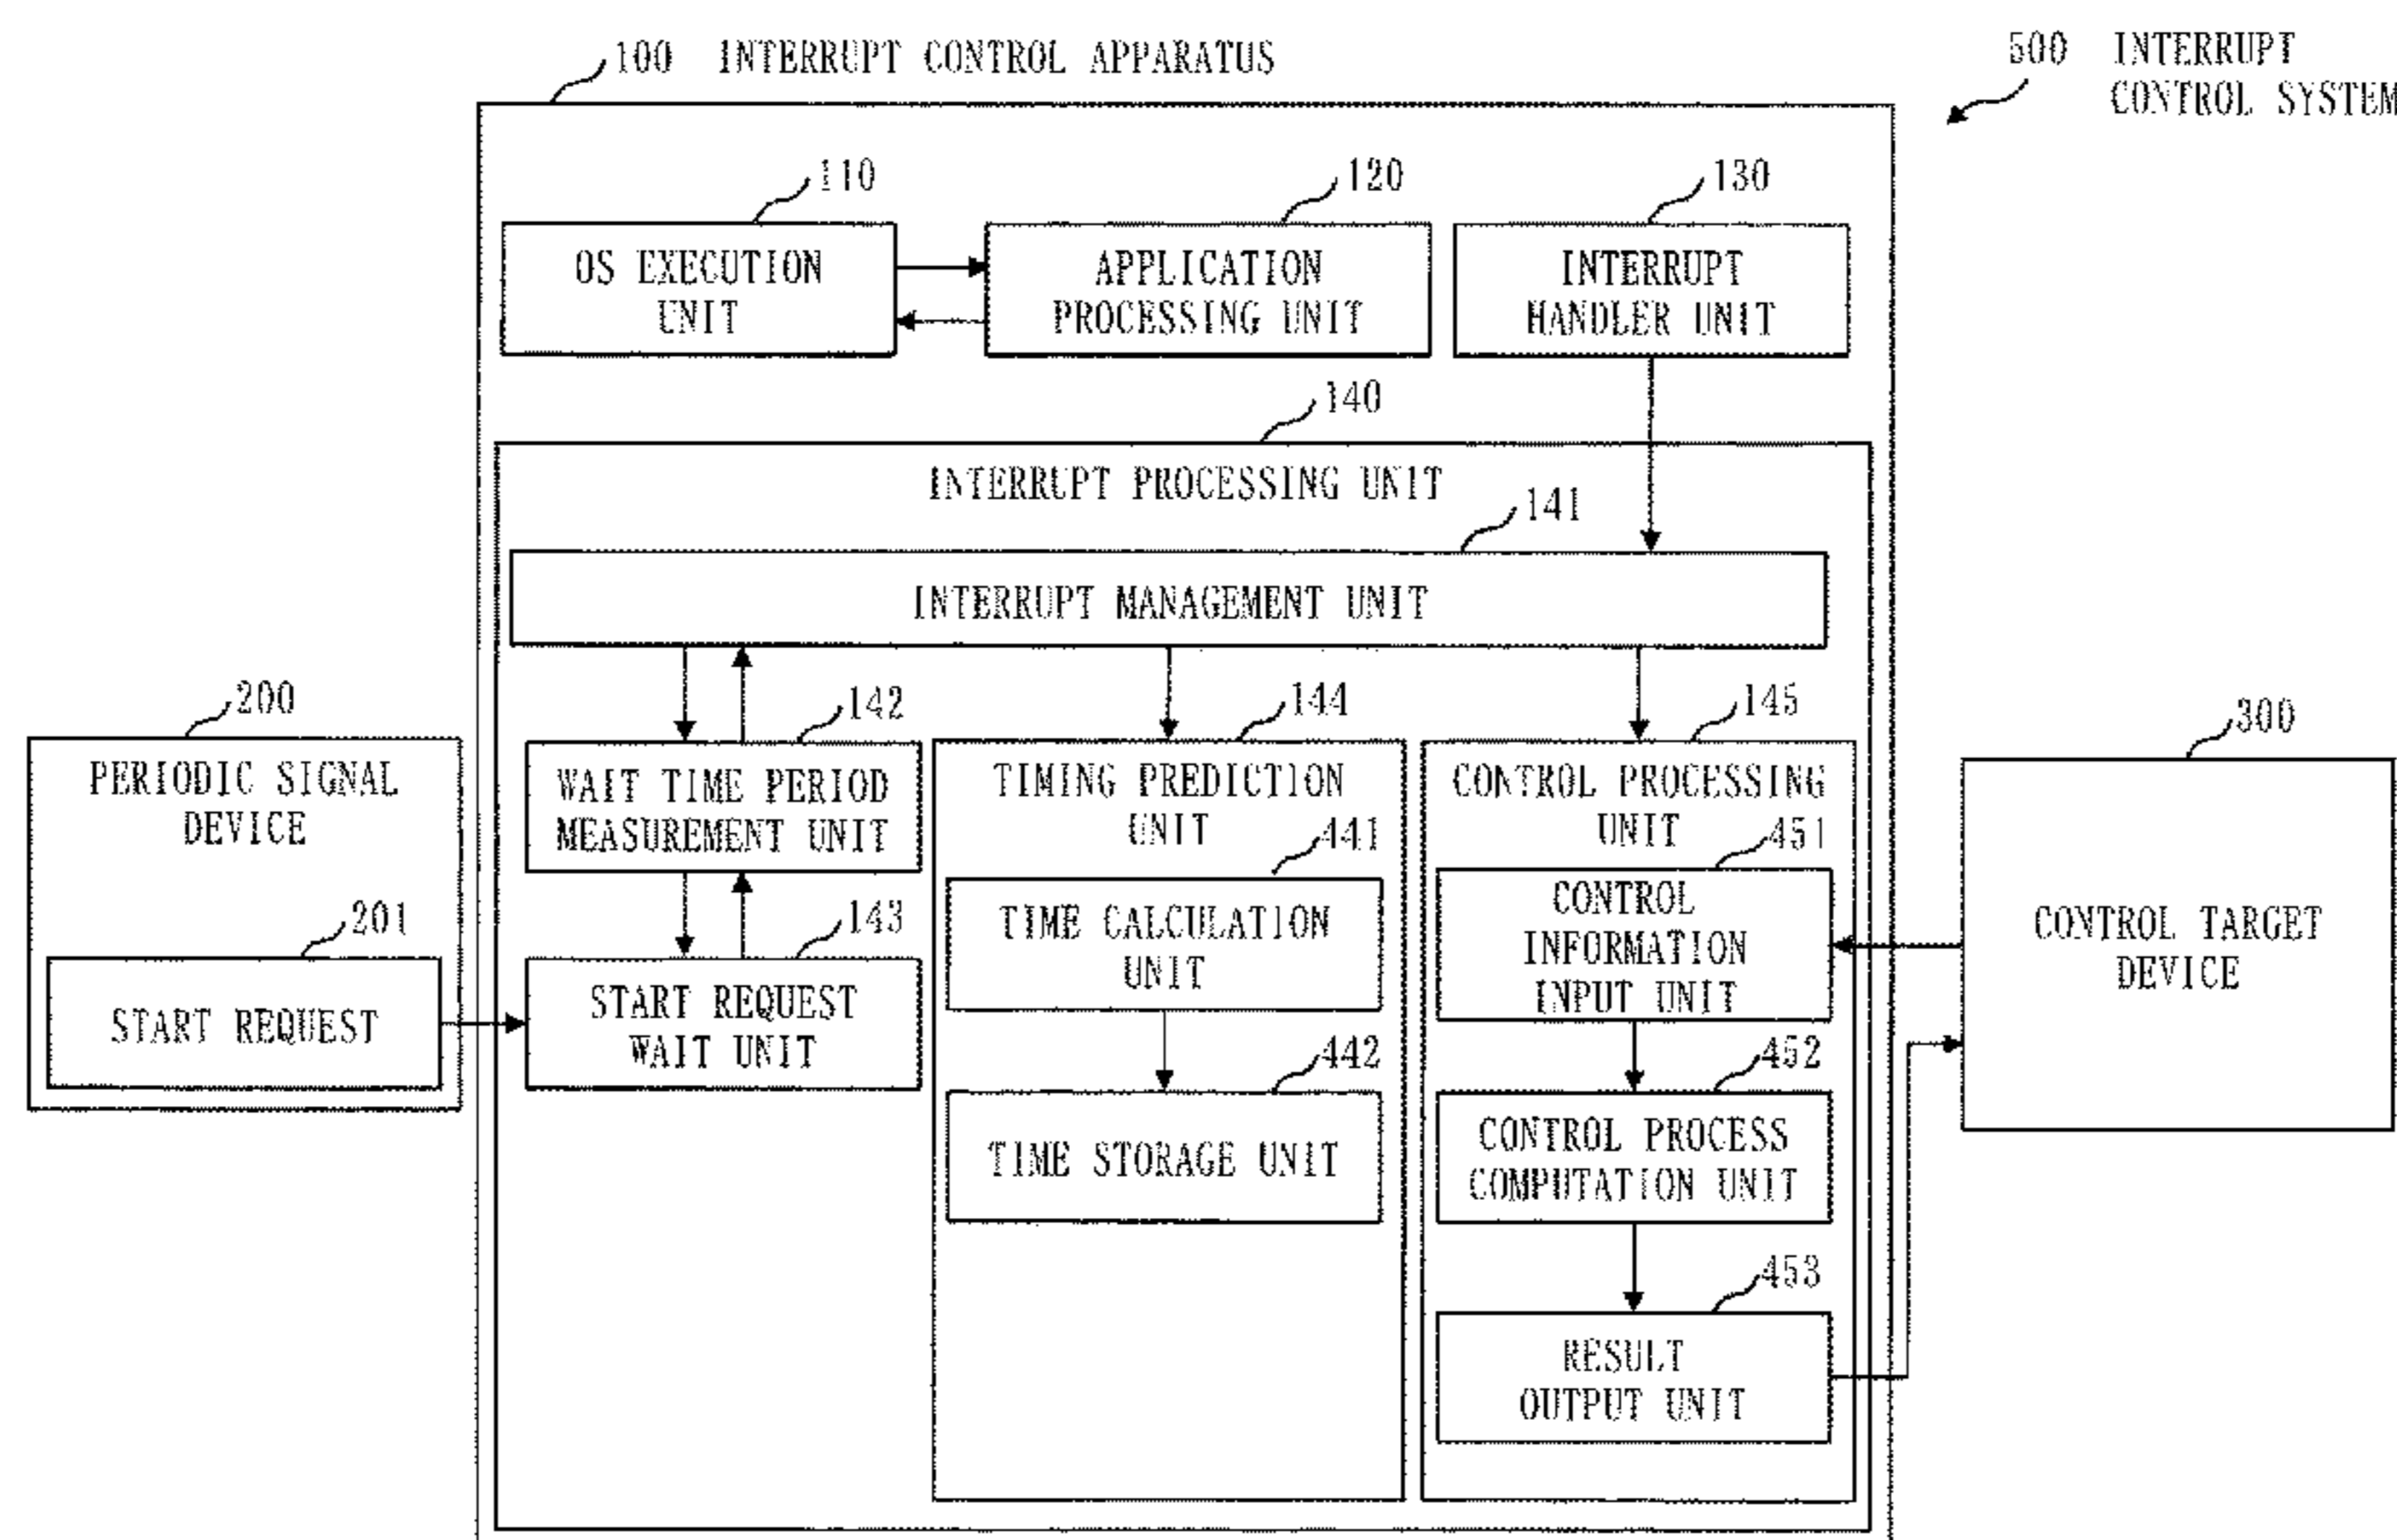 100 INTERRUPT CONTROL APPARATUS
500 INTERRUPT
CONTROL SYSTEM
110
120
130
OS EXECUTION
UNIT
APPLICATION
PROCESSING UNIT
INTERRUPT
HANDLER UNIT
140
INTERRUPT PROCESSING UNIT
141
INTERRUPT MANAGEMENT UNIT
200
PERIODIC SIGNAL
DEVICE
201
START REQUEST
142
WAIT TIME PERIOD
MEASUREMENT UNIT
143
START REQUEST
WAIT UNIT
144
TIMING PREDICTION
UNIT
441
TIME CALCULATION
UNIT
442
TIME STORAGE UNIT
145
CONTROL PROCESSING
UNIT
451
CONTROL
INFORMATION
INPUT UNIT
452
CONTROL PROCESS
COMPUTATION UNIT
453
RESULT
OUTPUT UNIT
300
CONTROL TARGET
DEVICE